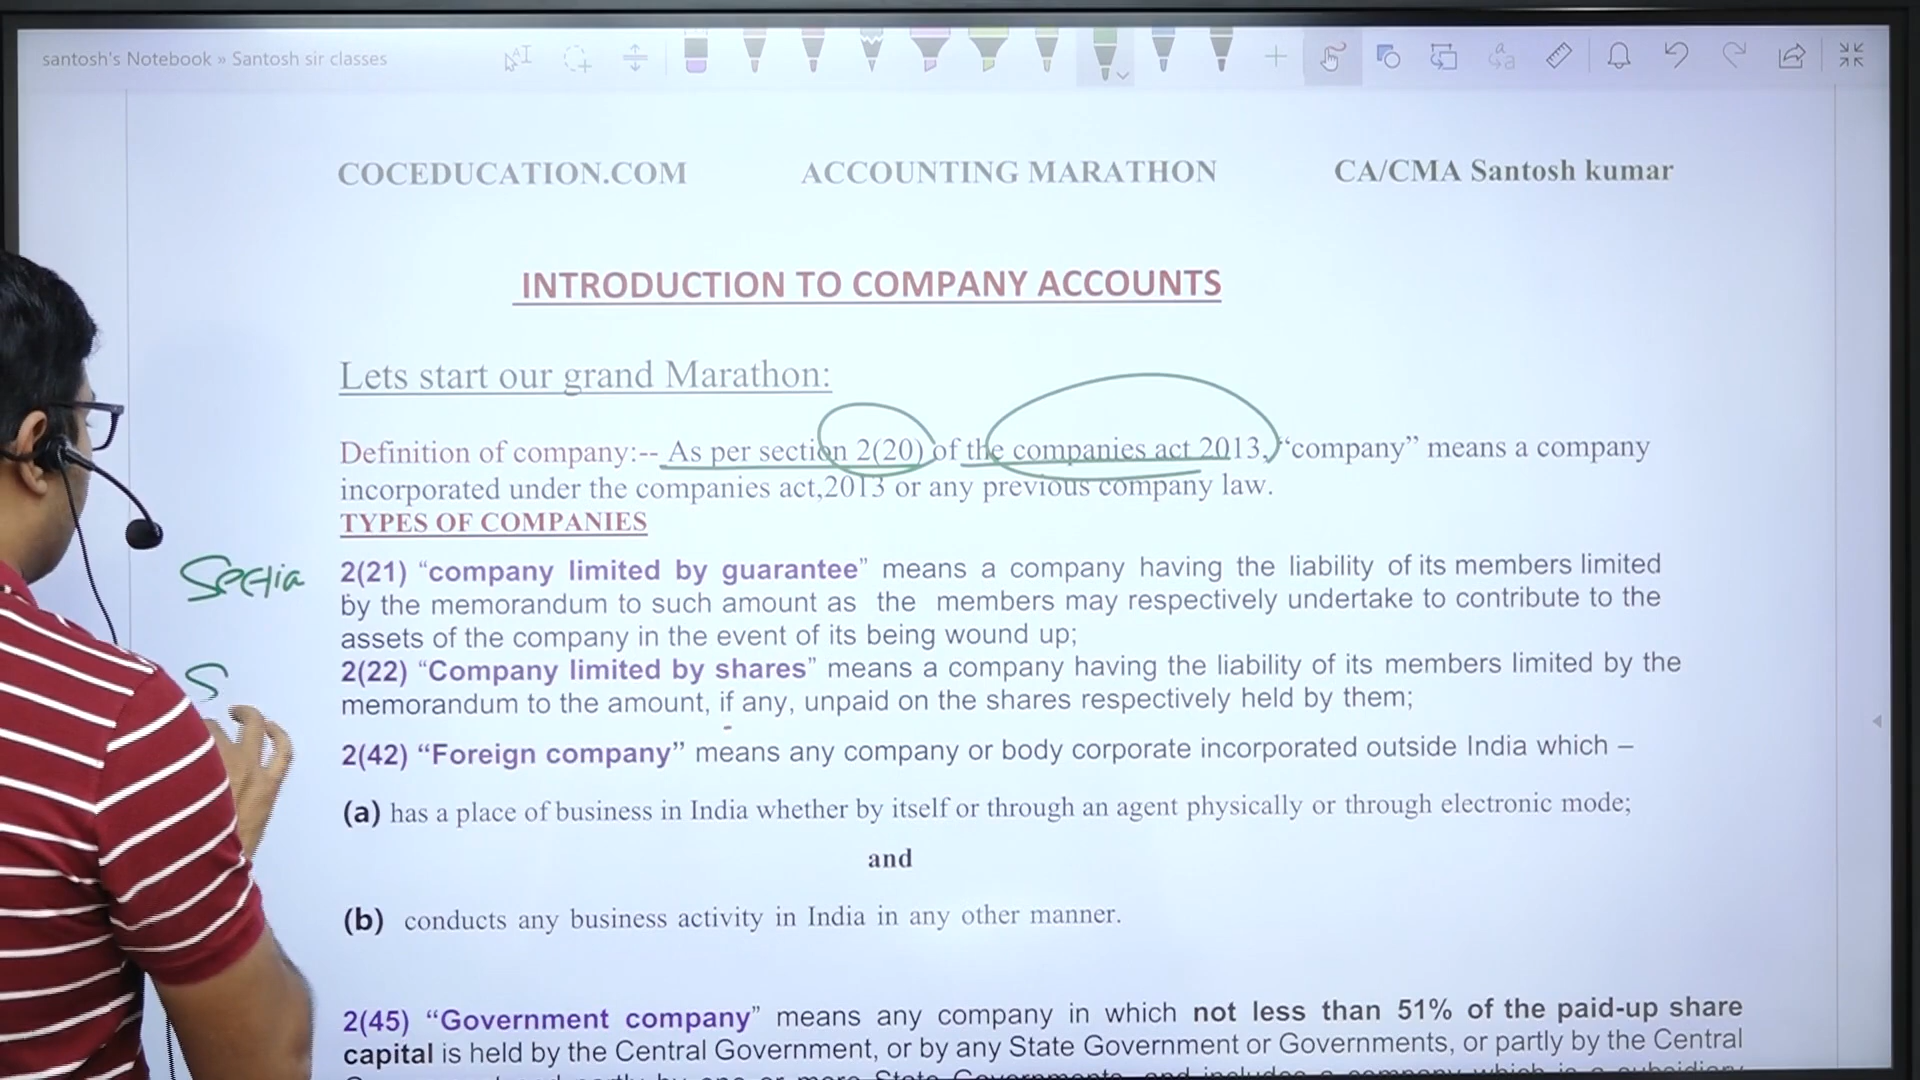 santosh's Notebook » Santosh sir classes
COCEDUCATION.COM ACCOUNTING MARATHON CA/CMA Santosh kumar
INTRODUCTION TO COMPANY ACCOUNTS
Lets start our grand Marathon:
Definition of company:-- As per section 2(20) of the companies act 2013, “company” means a company
incorporated under the companies act,2013 or any previous company law.
TYPES OF COMPANIES
2(21) “company limited by guarantee” means a company having the liability of its members limited
by the memorandum to such amount as the members may respectively undertake to contribute to the
assets of the company in the event of its being wound up;
2(22) “Company limited by shares” means a company having the liability of its members limited by the
memorandum to the amount, if any, unpaid on the shares respectively held by them;
S
2(42) “Foreign company” means any company or body corporate incorporated outside India which –
(a) has a place of business in India whether by itself or through an agent physically or through electronic mode;
and
(b) conducts any business activity in India in any other manner.
2(45) “Government company” means any company in which not less than 51% of the paid-up share
capital is held by the Central Government, or by any State Government or Governments, or partly by the Central